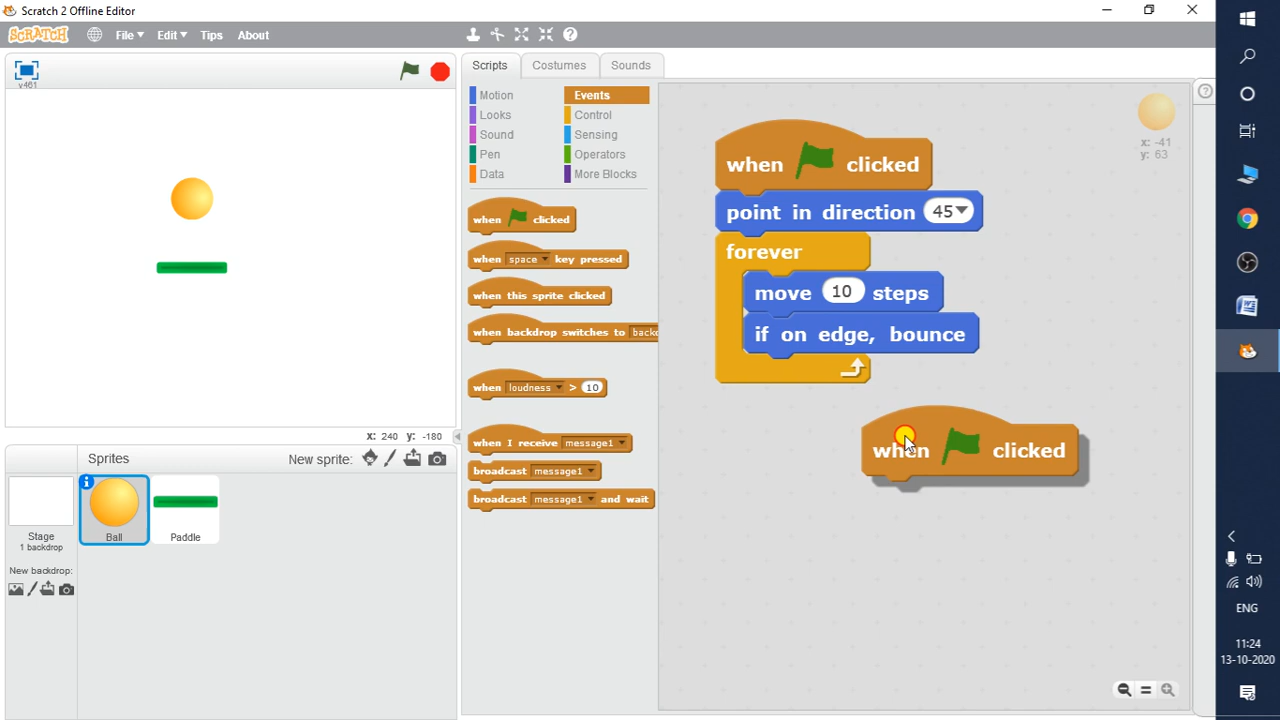 Scratch 2 Offline Editor
SCRATCH File Edit Tips About
v461
Scripts Costumes Sounds
Motion Events
Looks Control
Sound Sensing
Pen Operators
Data More Blocks
when clicked
when space key pressed
when this sprite clicked
when backdrop switches to
when loudness > 10
when I receive message1
broadcast message1
broadcast message1 and wait
when clicked
point in direction 45
forever
move 10 steps
if on edge, bounce
when clicked
x: -41
y: 63
x: 240 y: -180
Sprites New sprite:
Stage
1 backdrop
New backdrop:
Ball
Paddle
ENG
11:24
13-10-2020